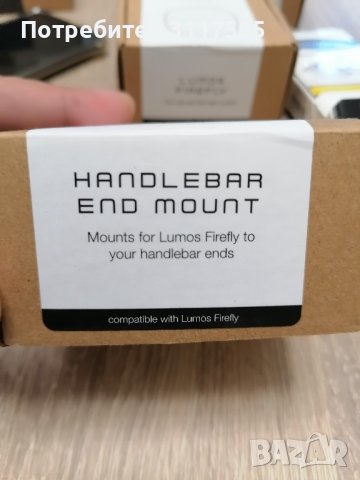 Потребител
LUMOS
FIREFLY
HANDLEBAR
END MOUNT
Mounts for Lumos Firefly to
your handlebar ends
compatible with Lumos Firefly
BAZAR